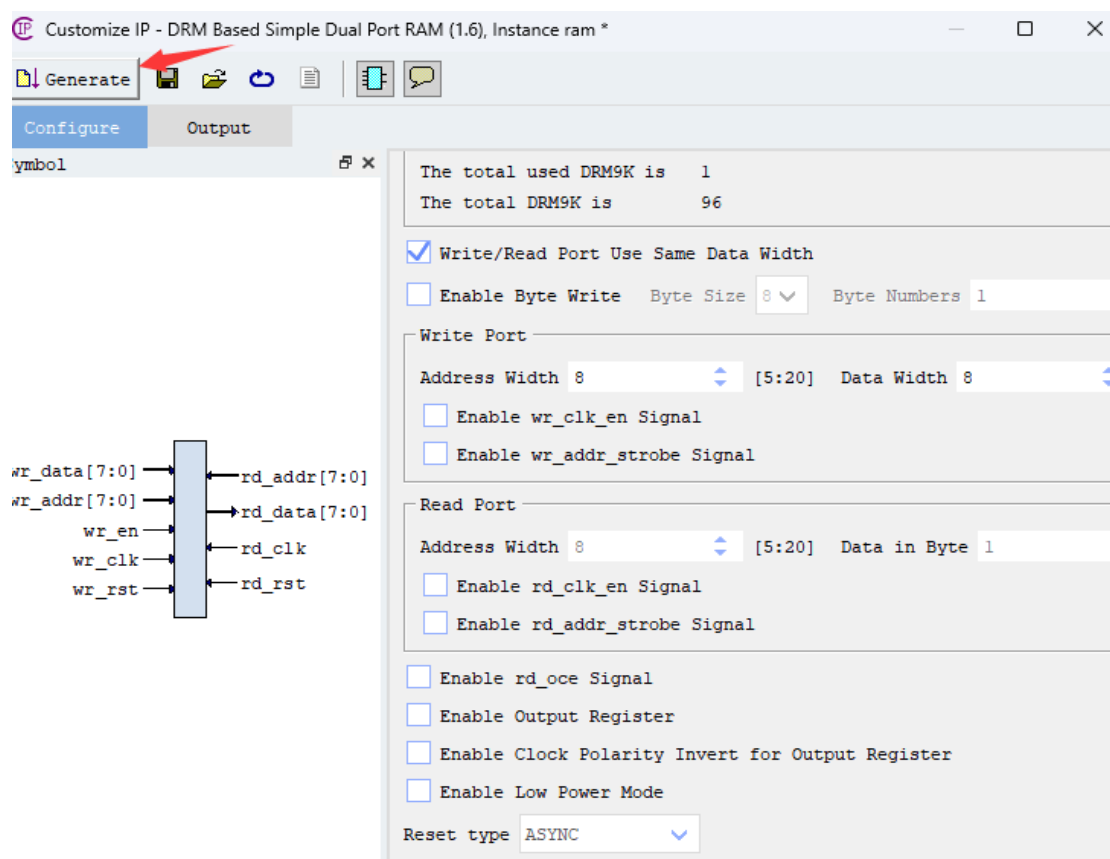 IP Customize IP - DRM Based Simple Dual Port RAM (1.6), Instance ram *
Generate
Configure Output
ymbol
The total used DRM9K is 1
The total DRM9K is 96
Write/Read Port Use Same Data Width
Enable Byte Write Byte Size 8 Byte Numbers 1
Write Port
Address Width 8 [5:20] Data Width 8
Enable wr_clk_en Signal
Enable wr_addr_strobe Signal
wr_data[7:0]
wr_addr[7:0]
wr_en
wr_clk
wr_rst
rd_addr[7:0]
rd_data[7:0]
rd_clk
rd_rst
Read Port
Address Width 8 [5:20] Data in Byte 1
Enable rd_clk_en Signal
Enable rd_addr_strobe Signal
Enable rd_oce Signal
Enable Output Register
Enable Clock Polarity Invert for Output Register
Enable Low Power Mode
Reset type ASYNC